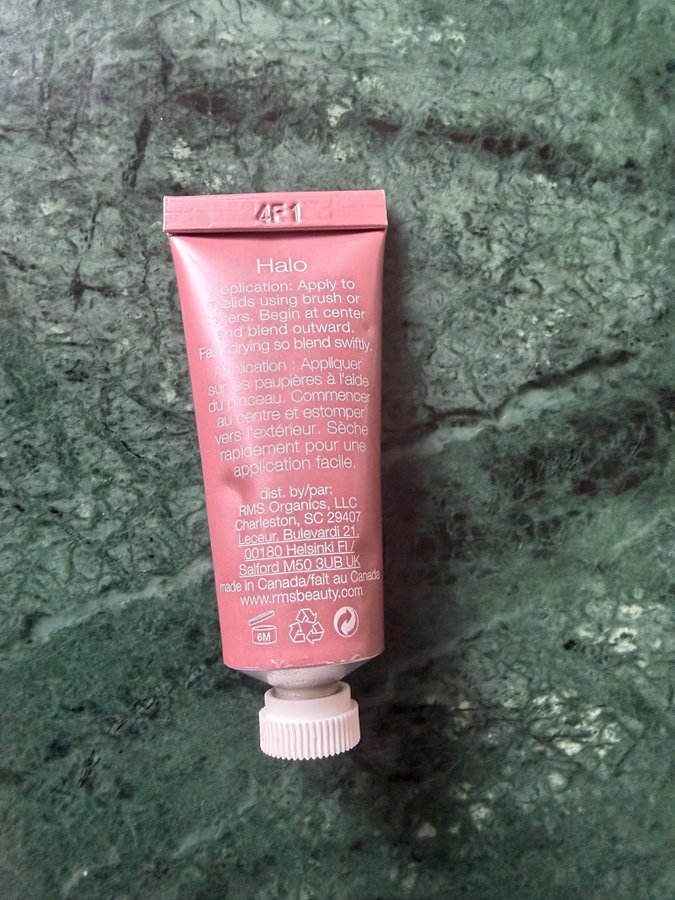 4F1
Halo
Application: Apply to
eyelids using brush or
fingers. Begin at center
and blend outward.
Fast drying so blend swiftly.
Application : Appliquer
sur les paupières à l'aide
du pinceau. Commencer
au centre et estomper
vers l'extérieur. Sèche
rapidement pour une
application facile.
dist. by/par:
RMS Organics, LLC
Charleston, SC 29407
Leceur, Bulevardi 21,
00180 Helsinki FI /
Salford M50 3UB UK
made in Canada/fait au Canada
www.rmsbeauty.com
6M